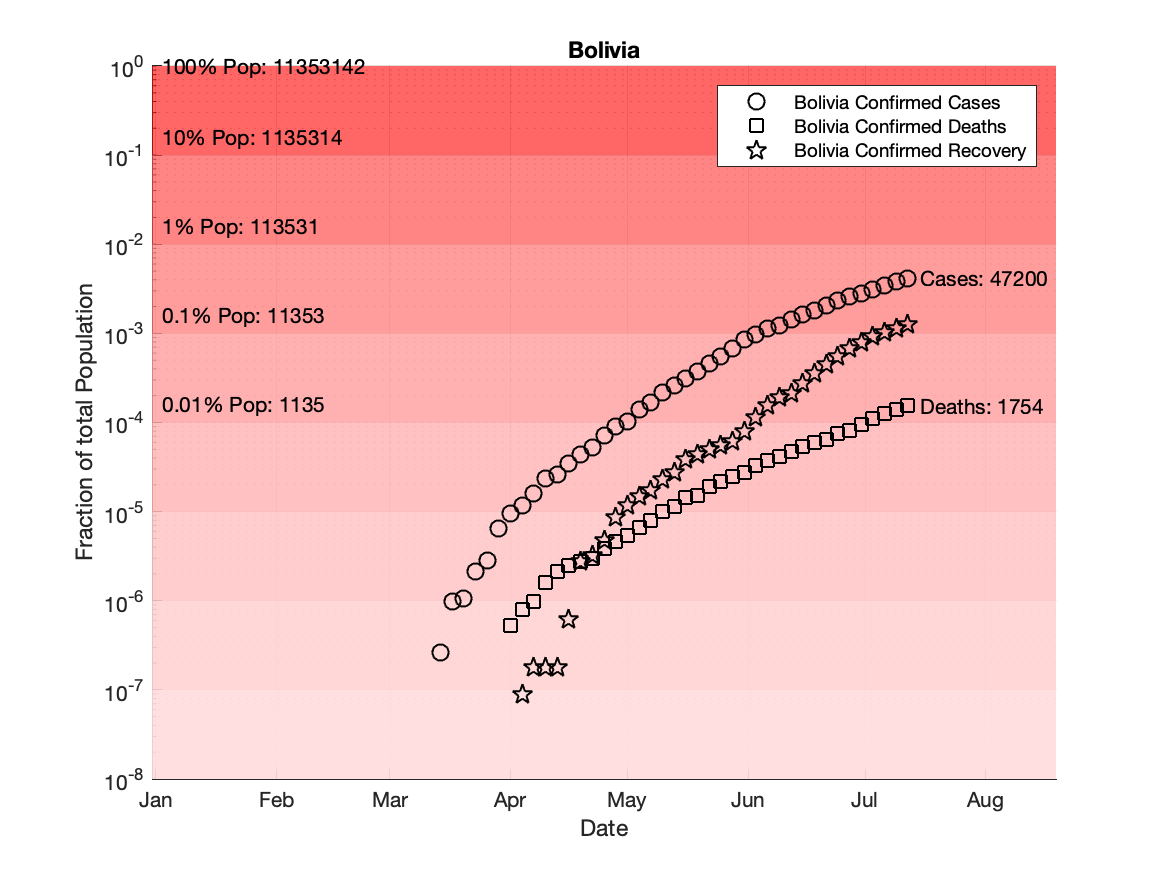 Bolivia
10^0
100% Pop: 11353142
Bolivia Confirmed Cases
Bolivia Confirmed Deaths
Bolivia Confirmed Recovery
10% Pop: 1135314
10^-1
1% Pop: 113531
10^-2
Cases: 47200
0.1% Pop: 11353
10^-3
0.01% Pop: 1135
Deaths: 1754
10^-4
10^-5
10^-6
10^-7
10^-8
Fraction of total Population
Jan Feb Mar Apr May Jun Jul Aug
Date